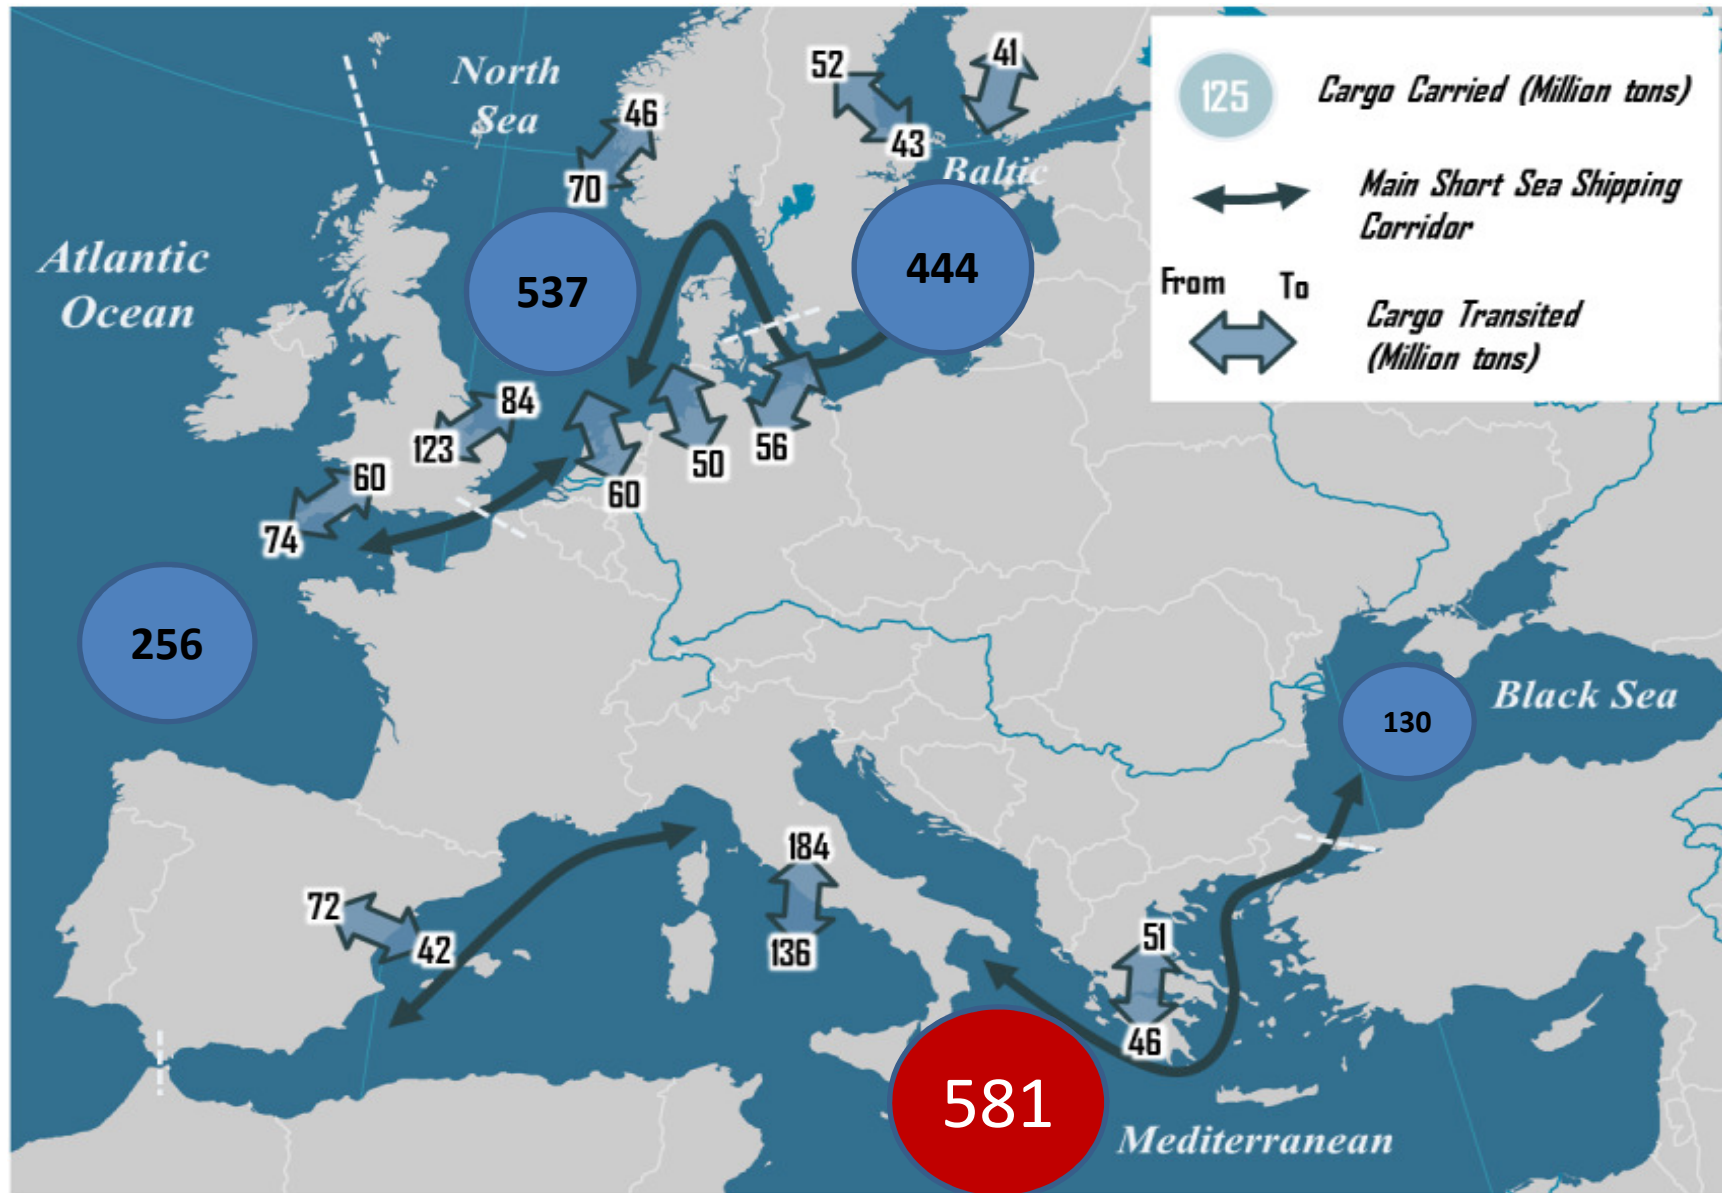 North
Sea
52
41
125
Cargo Carried (Million tons)
46
43
70
Baltic
Main Short Sea Shipping
Corridor
Atlantic
Ocean
537
444
From To
Cargo Transited
(Million tons)
84
123
56
50
60
60
74
256
130
Black Sea
184
72
42
136
51
46
581
Mediterranean